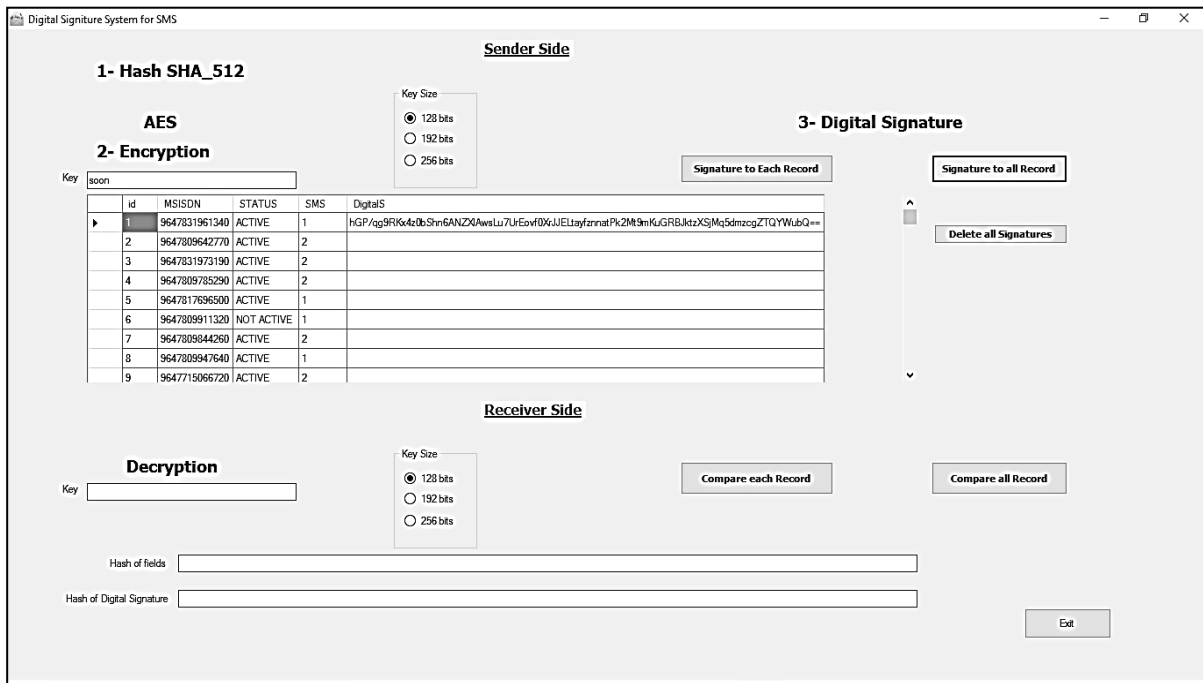 Digital Signiture System for SMS
Sender Side
1- Hash SHA_512
Key Size
128 bits
192 bits
256 bits
AES
2- Encryption
3- Digital Signature
Signature to Each Record
Signature to all Record
Delete all Signatures
Key soon
id MSISDN STATUS SMS DigitalS
1 9647831961340 ACTIVE 1 hGP/qg9RKx4z0bShn6ANZXlAwsLu7UrEovf0XrJJELtayfznnatPk2Mt9mKuGRBJktzXSjMq5dmzcgZTQYWubQ==
2 9647809642770 ACTIVE 2
3 9647831973190 ACTIVE 2
4 9647809785290 ACTIVE 2
5 9647817696500 ACTIVE 1
6 9647809911320 NOT ACTIVE 1
7 9647809844260 ACTIVE 2
8 9647809947640 ACTIVE 1
9 9647715066720 ACTIVE 2
Receiver Side
Decryption
Key
Key Size
128 bits
192 bits
256 bits
Compare each Record
Compare all Record
Hash of fields
Hash of Digital Signature
Exit